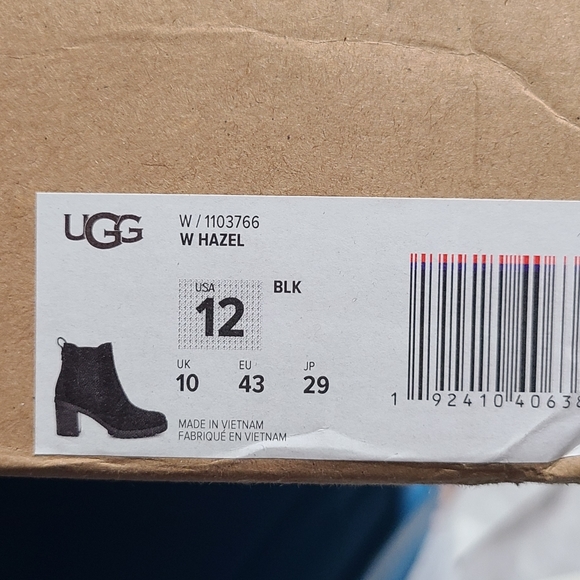 UGG
W / 1103766
W HAZEL
USA
12
BLK
UK EU JP
10 43 29
MADE IN VIETNAM
FABRIQUÉ EN VIETNAM
1 92410 40638